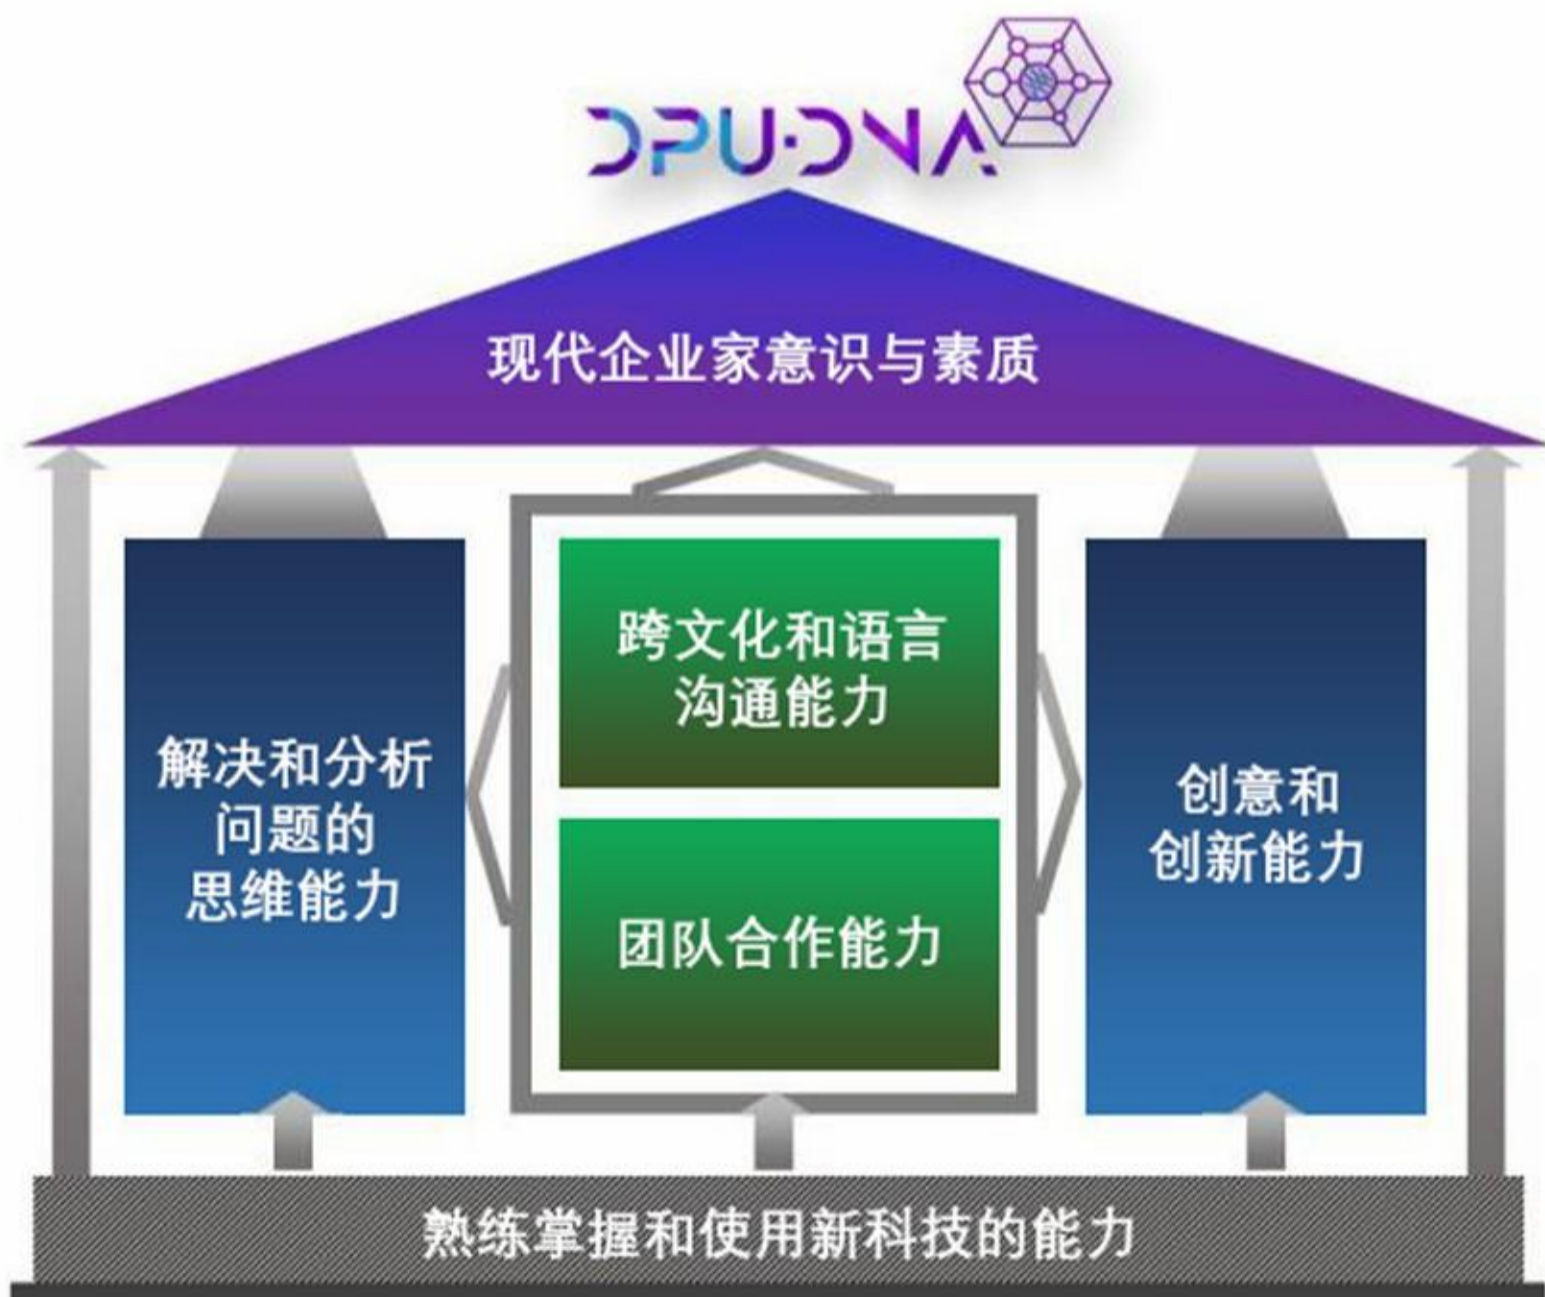 DPU·DNA
现代企业家意识与素质
跨文化和语言
沟通能力
解决和分析
问题的
思维能力
创意和
创新能力
团队合作能力
熟练掌握和使用新科技的能力